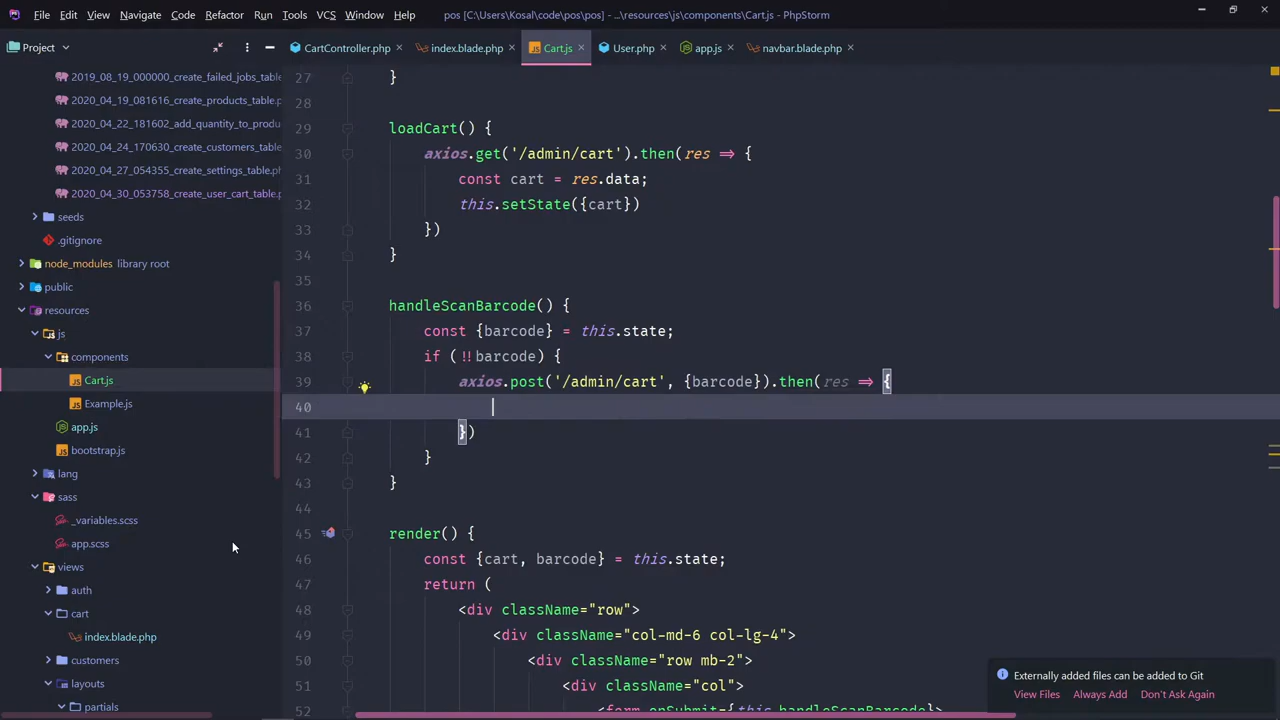 File Edit View Navigate Code Refactor Run Tools VCS Window Help pos [C:\Users\Kosal\code\pos\pos] - ...\resources\js\components\Cart.js - PhpStorm
Project CartController.php index.blade.php Cart.js User.php app.js navbar.blade.php
2019_08_19_000000_create_failed_jobs_table
2020_04_19_081616_create_products_table.p
2020_04_22_181602_add_quantity_to_produ
2020_04_24_170630_create_customers_table
2020_04_27_054355_create_settings_table.p
2020_04_30_053758_create_user_cart_table.p
seeds
.gitignore
node_modules library root
public
resources
js
components
Cart.js
Example.js
app.js
bootstrap.js
lang
sass
_variables.scss
app.scss
views
auth
cart
index.blade.php
customers
layouts
partials
27 }
28
29 loadCart() {
30 axios.get('/admin/cart').then(res => {
31 const cart = res.data;
32 this.setState({cart})
33 })
34 }
35
36 handleScanBarcode() {
37 const {barcode} = this.state;
38 if (!!barcode) {
39 axios.post('/admin/cart', {barcode}).then(res => {
40
41 })
42 }
43 }
44
45 render() {
46 const {cart, barcode} = this.state;
47 return (
48 <div className="row">
49 <div className="col-md-6 col-lg-4">
50 <div className="row mb-2">
51 <div className="col">
52 <form onSubmit={this.handleScanBarcode}>
Externally added files can be added to Git
View Files Always Add Don't Ask Again